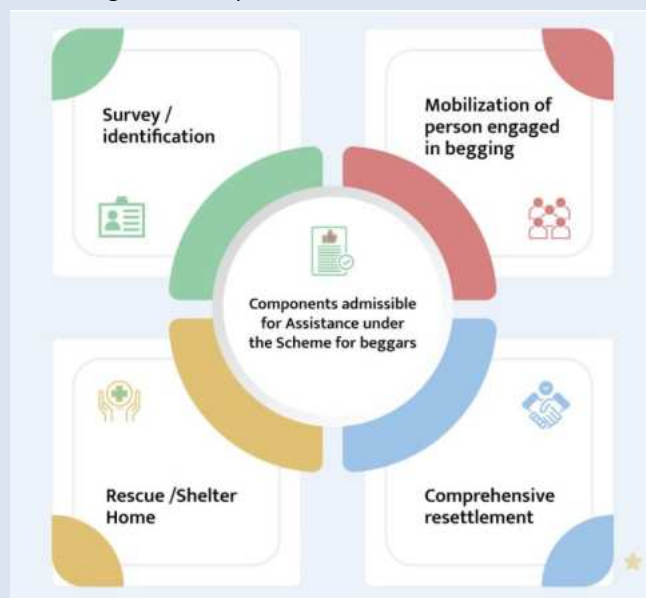 Survey /
identification
Mobilization of
person engaged
in begging
Components admissible
for Assistance under
the Scheme for beggars
Rescue /Shelter
Home
Comprehensive
resettlement